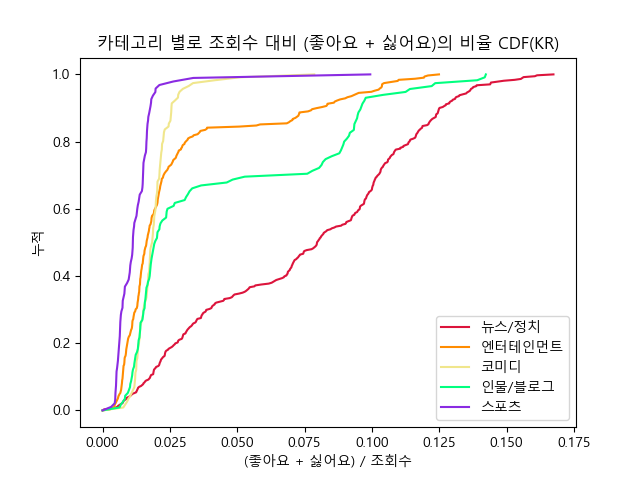 카테고리 별로 조회수 대비 (좋아요 + 싫어요)의 비율 CDF(KR)
누적
1.0
0.8
0.6
0.4
0.2
0.0
0.000 0.025 0.050 0.075 0.100 0.125 0.150 0.175
(좋아요 + 싫어요) / 조회수
뉴스/정치
엔터테인먼트
코미디
인물/블로그
스포츠